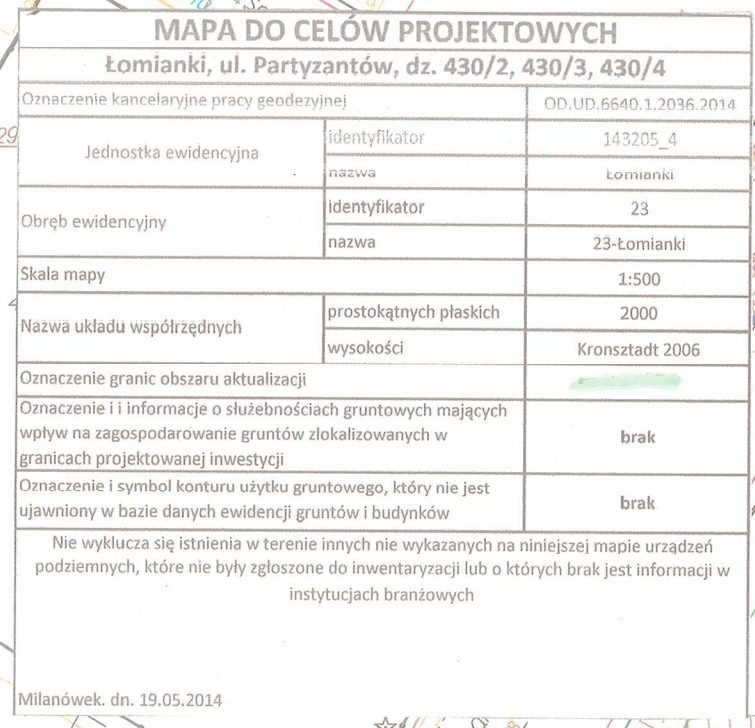 MAPA DO CELÓW PROJEKTOWYCH
Łomianki, ul. Partyzantów, dz. 430/2, 430/3, 430/4
Oznaczenie kancelaryjne pracy geodezyjnej OD.UD.6640.1.2036.2014
Jednostka ewidencyjna
identyfikator 143205_4
nazwa Łomianki
Obręb ewidencyjny
identyfikator 23
nazwa 23-Łomianki
Skala mapy 1:500
Nazwa układu współrzędnych
prostokątnych płaskich 2000
wysokości Kronsztadt 2006
Oznaczenie granic obszaru aktualizacji
Oznaczenie i i informacje o służebnościach gruntowych mających
wpływ na zagospodarowanie gruntów zlokalizowanych w
granicach projektowanej inwestycji
brak
Oznaczenie i symbol konturu użytku gruntowego, który nie jest
ujawniony w bazie danych ewidencji gruntów i budynków
brak
Nie wyklucza się istnienia w terenie innych nie wykazanych na niniejszej mapie urządzeń
podziemnych, które nie były zgłoszone do inwentaryzacji lub o których brak jest informacji w
instytucjach branżowych
Milanówek. dn. 19.05.2014